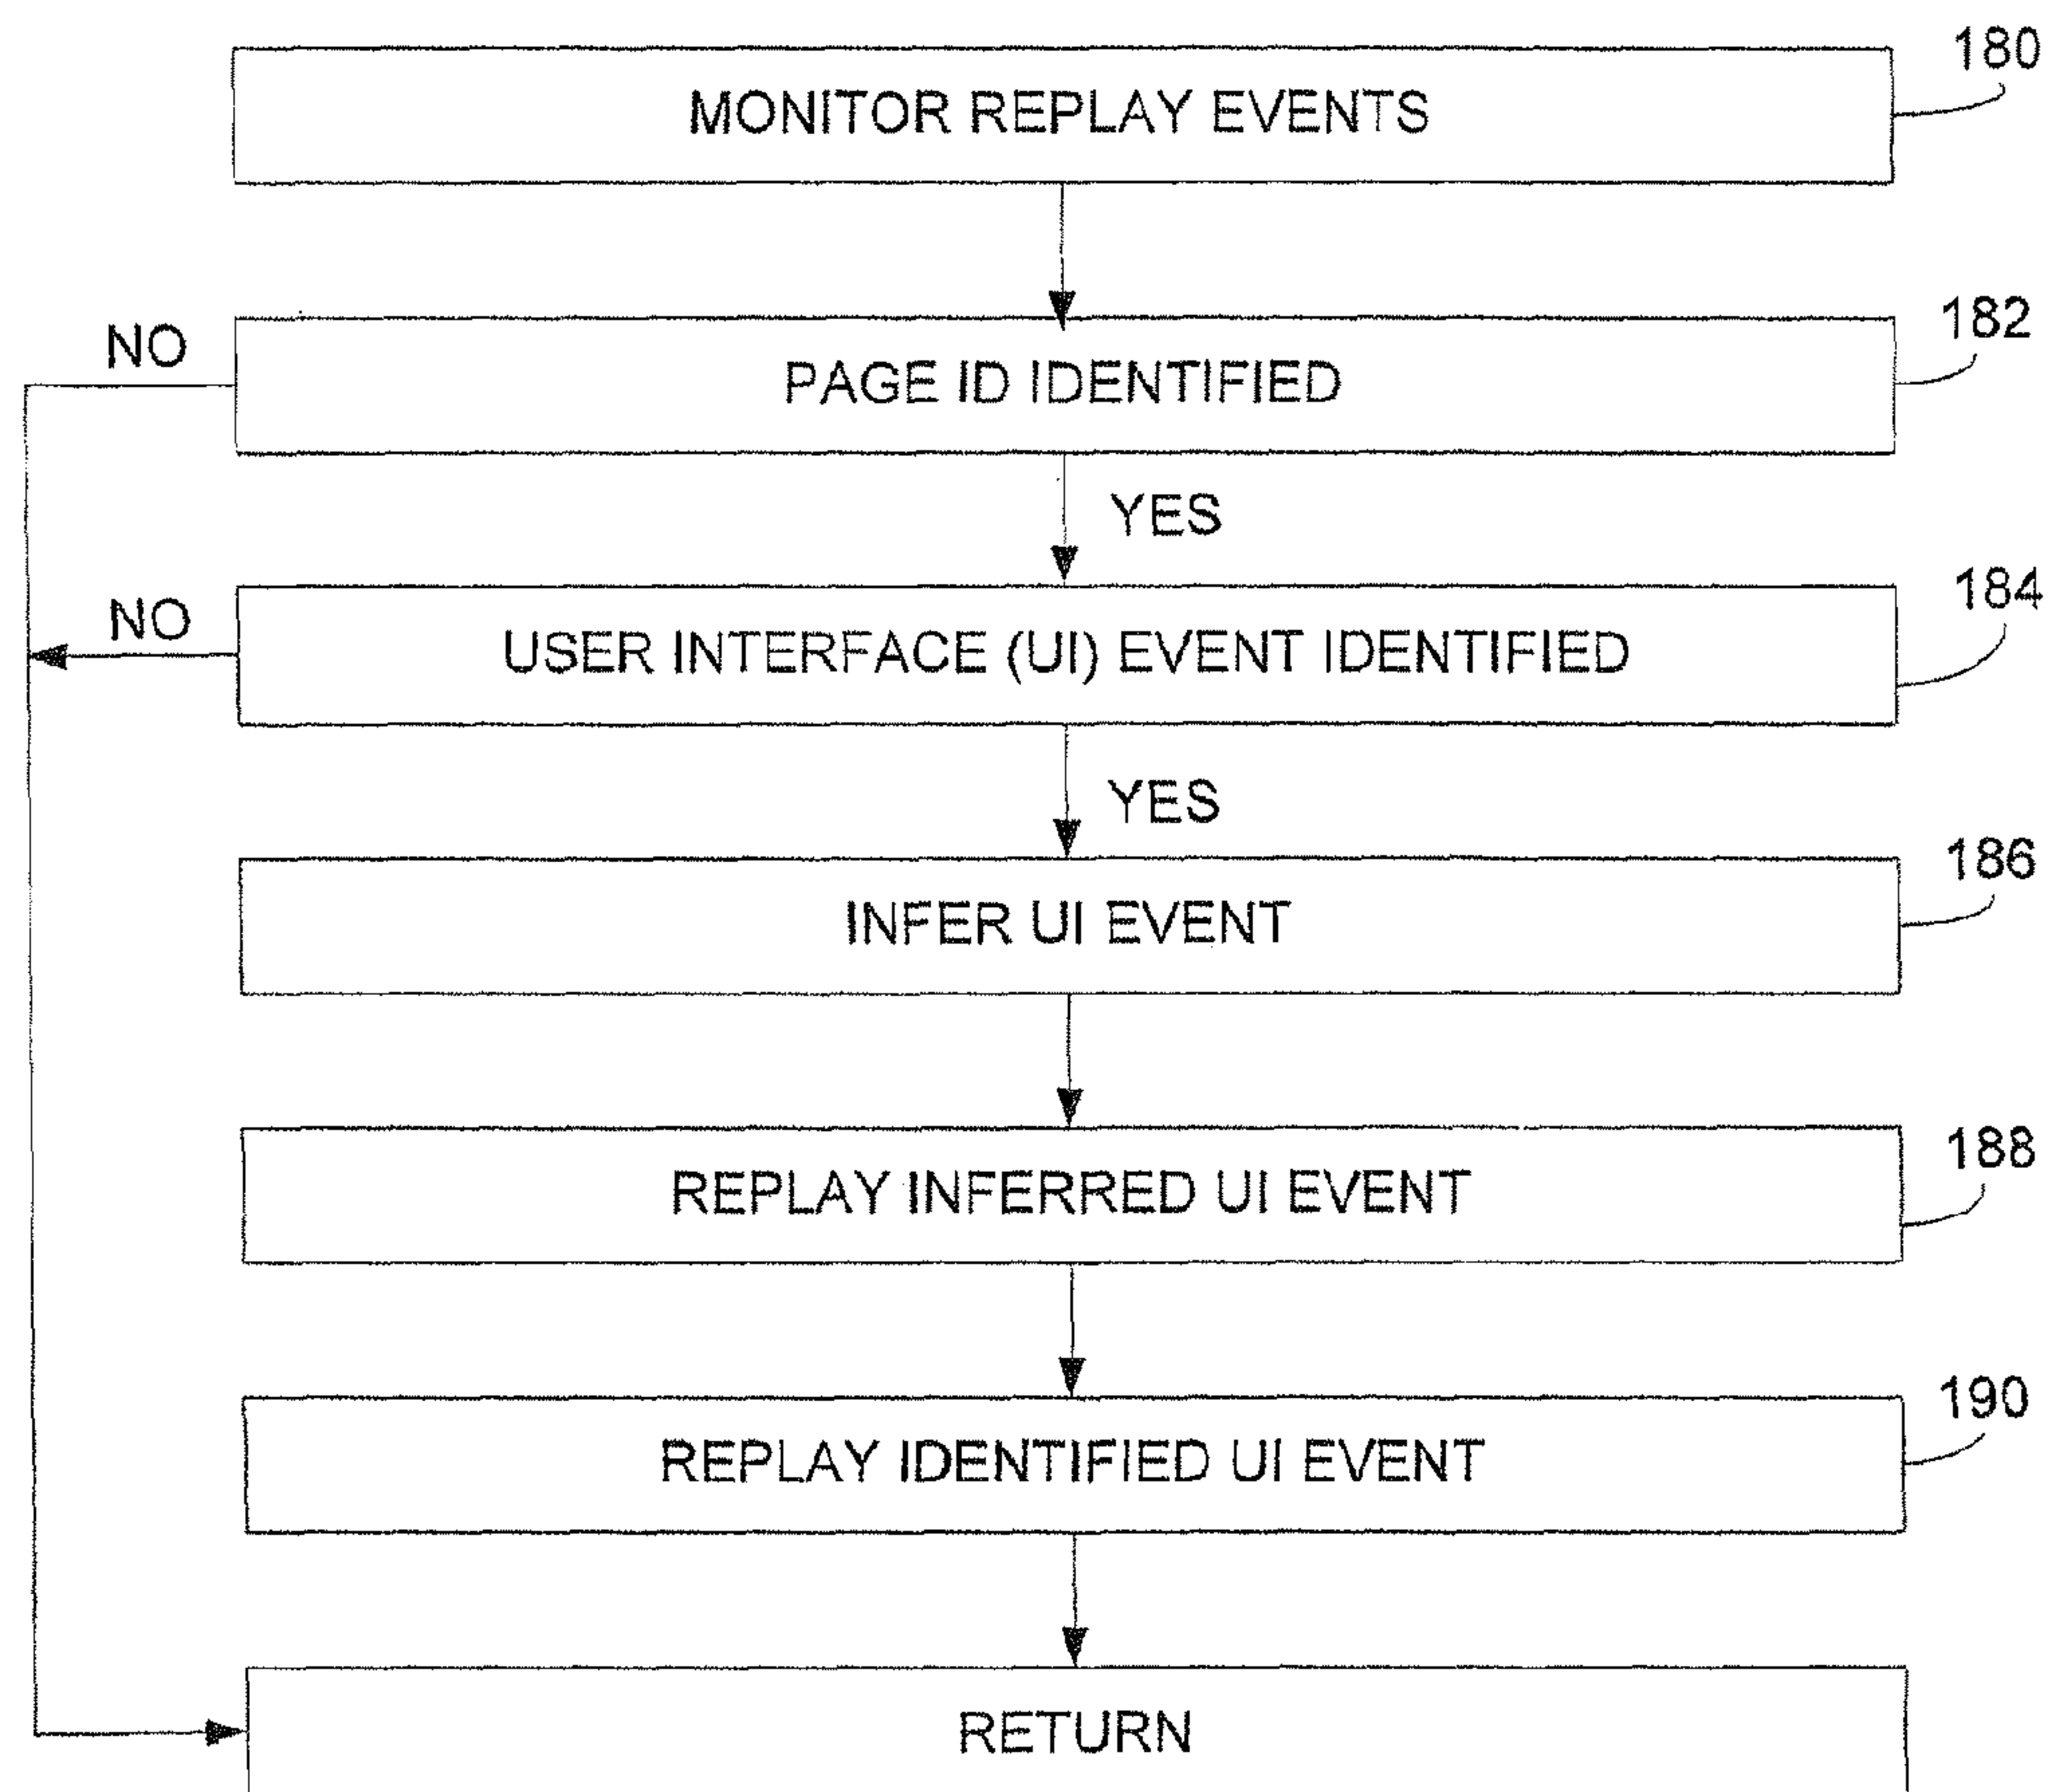 180
MONITOR REPLAY EVENTS
182
NO
PAGE ID IDENTIFIED
YES
184
NO
USER INTERFACE (UI) EVENT IDENTIFIED
YES
186
INFER UI EVENT
188
REPLAY INFERRED UI EVENT
190
REPLAY IDENTIFIED UI EVENT
RETURN